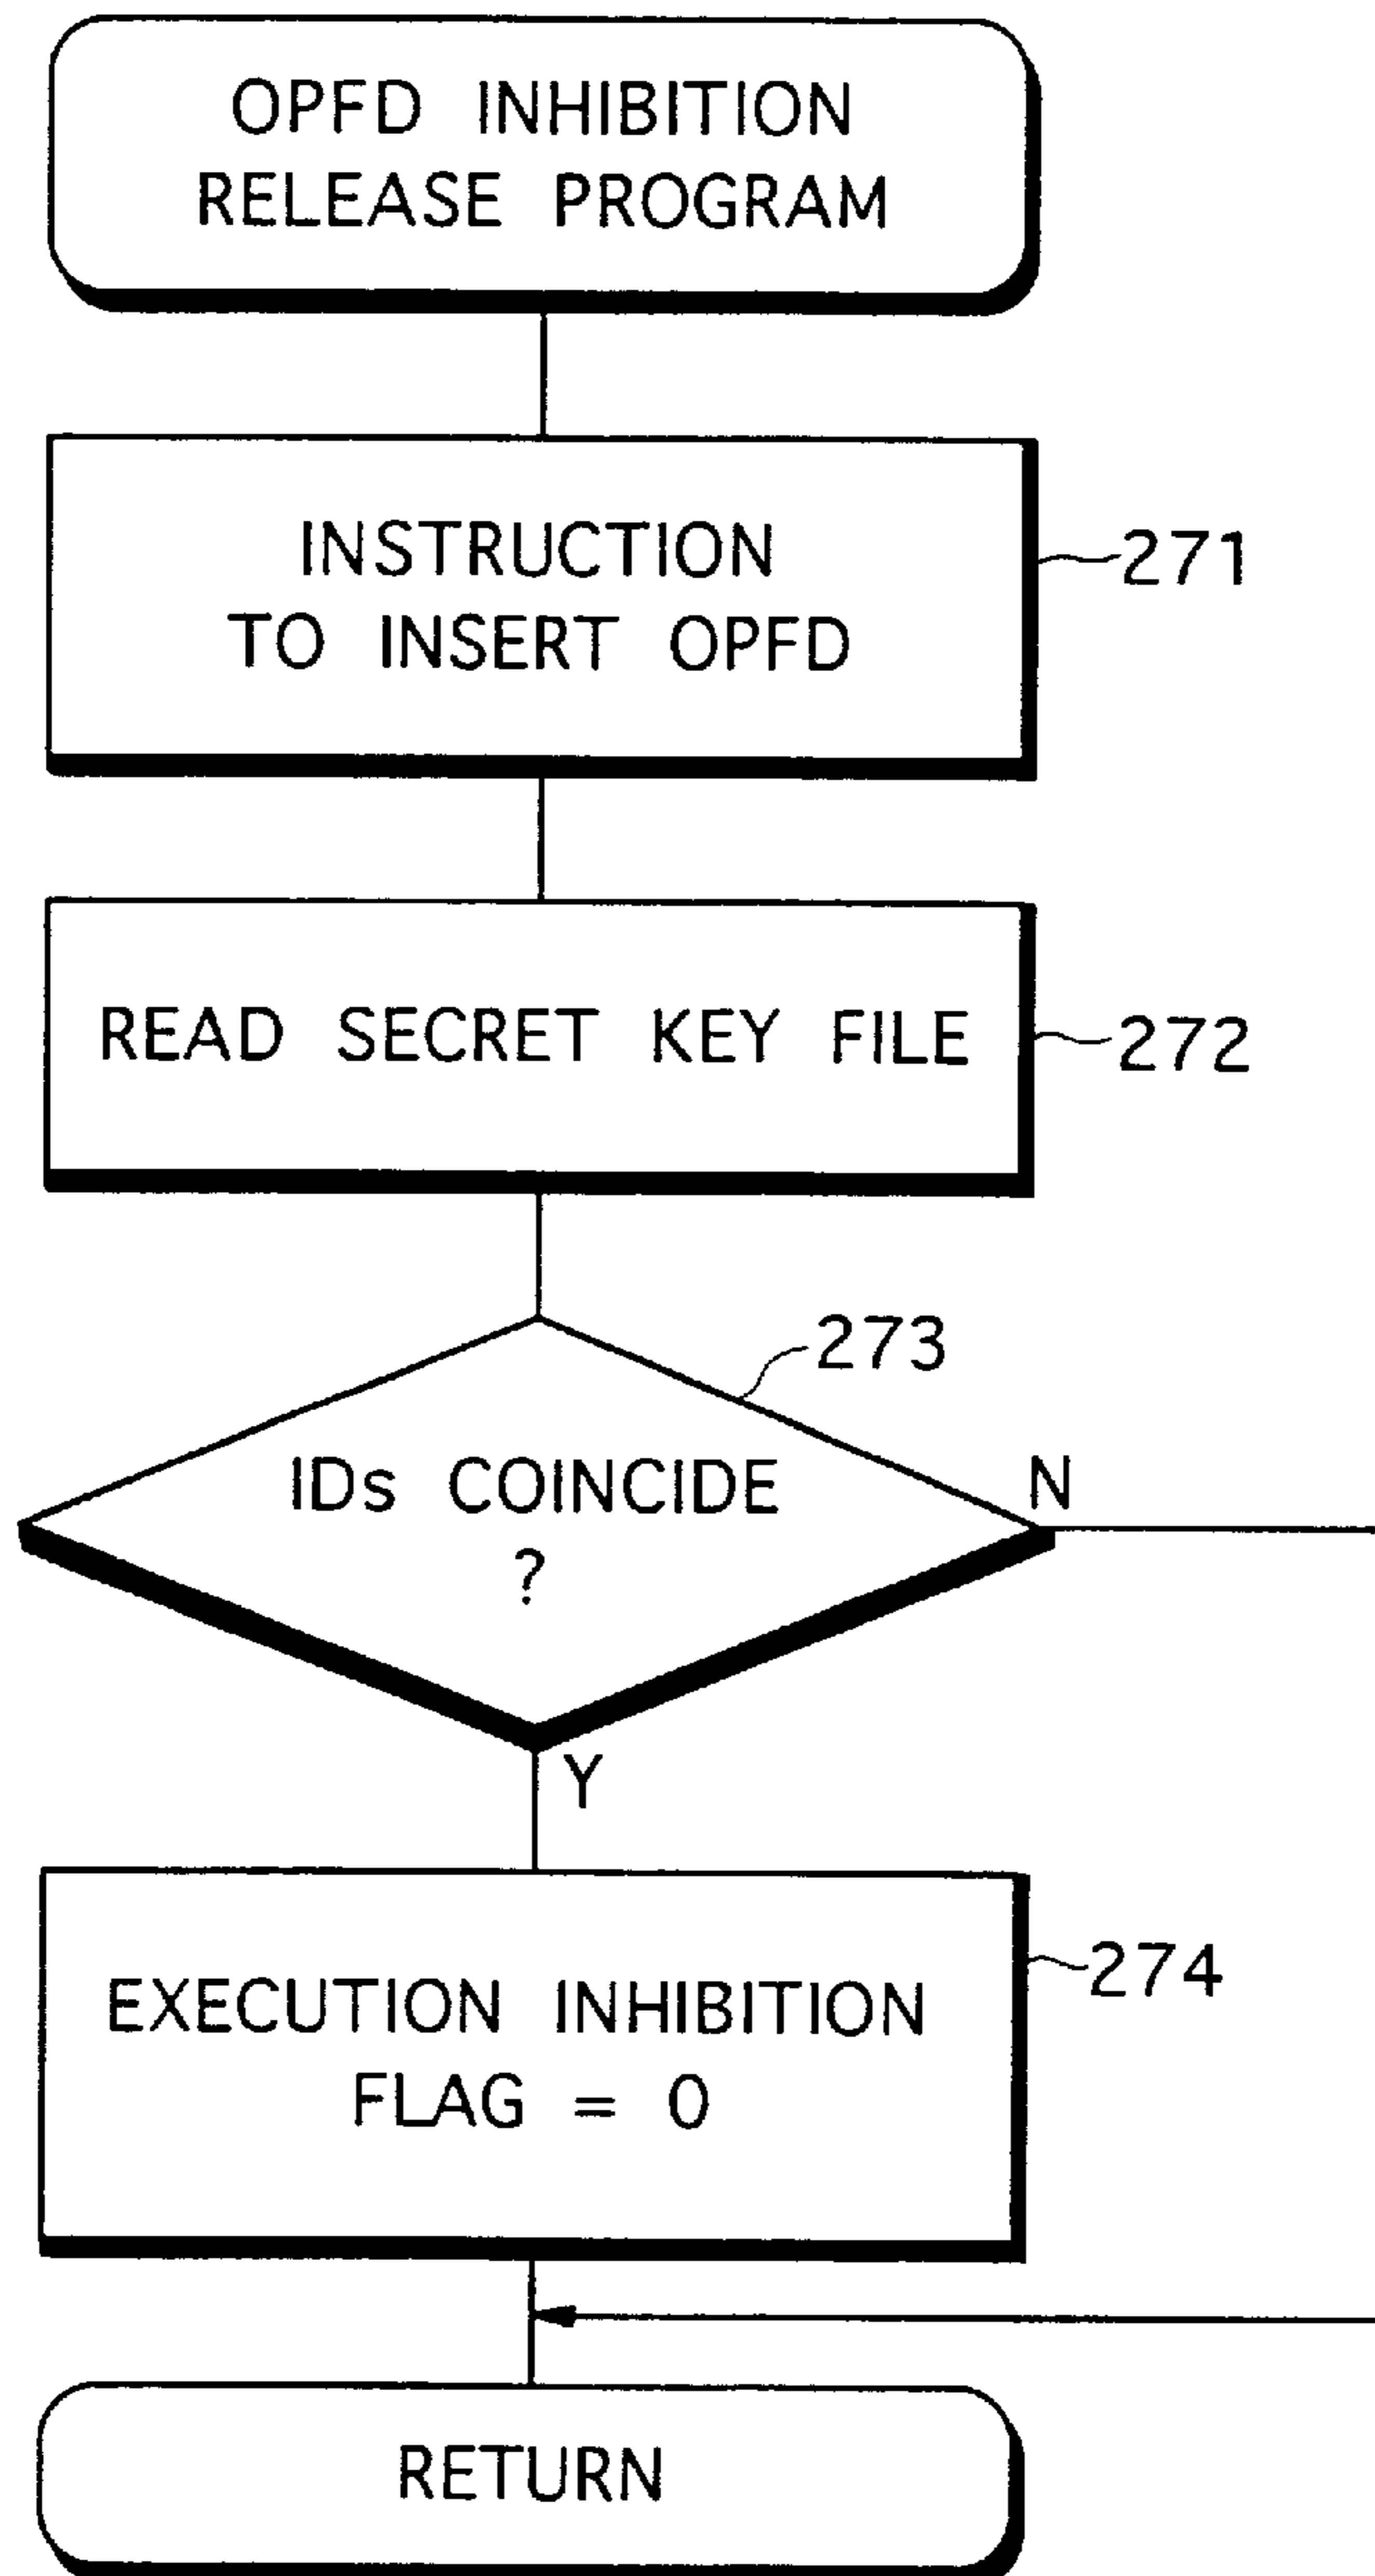 OPFD INHIBITION
RELEASE PROGRAM
INSTRUCTION
TO INSERT OPFD
271
READ SECRET KEY FILE
272
273
IDs COINCIDE
?
N
Y
EXECUTION INHIBITION
FLAG = 0
274
RETURN